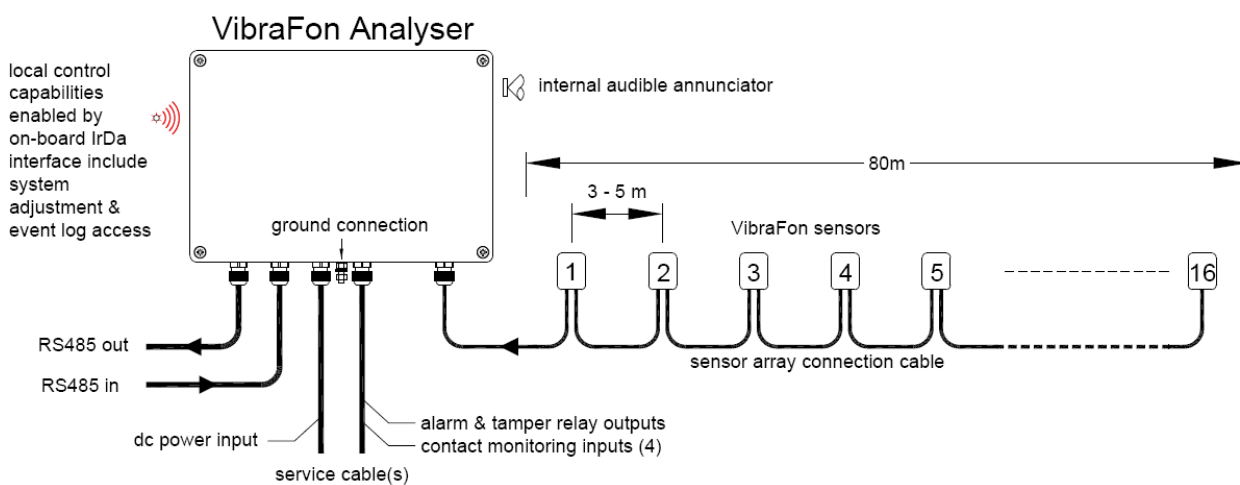 VibraFon Analyser
local control
capabilities
enabled by
on-board IrDa
interface include
system
adjustment &
event log access
internal audible annunciator
80m
3 - 5 m
ground connection
VibraFon sensors
1 2 3 4 5 16
RS485 out
sensor array connection cable
RS485 in
alarm & tamper relay outputs
dc power input
contact monitoring inputs (4)
service cable(s)